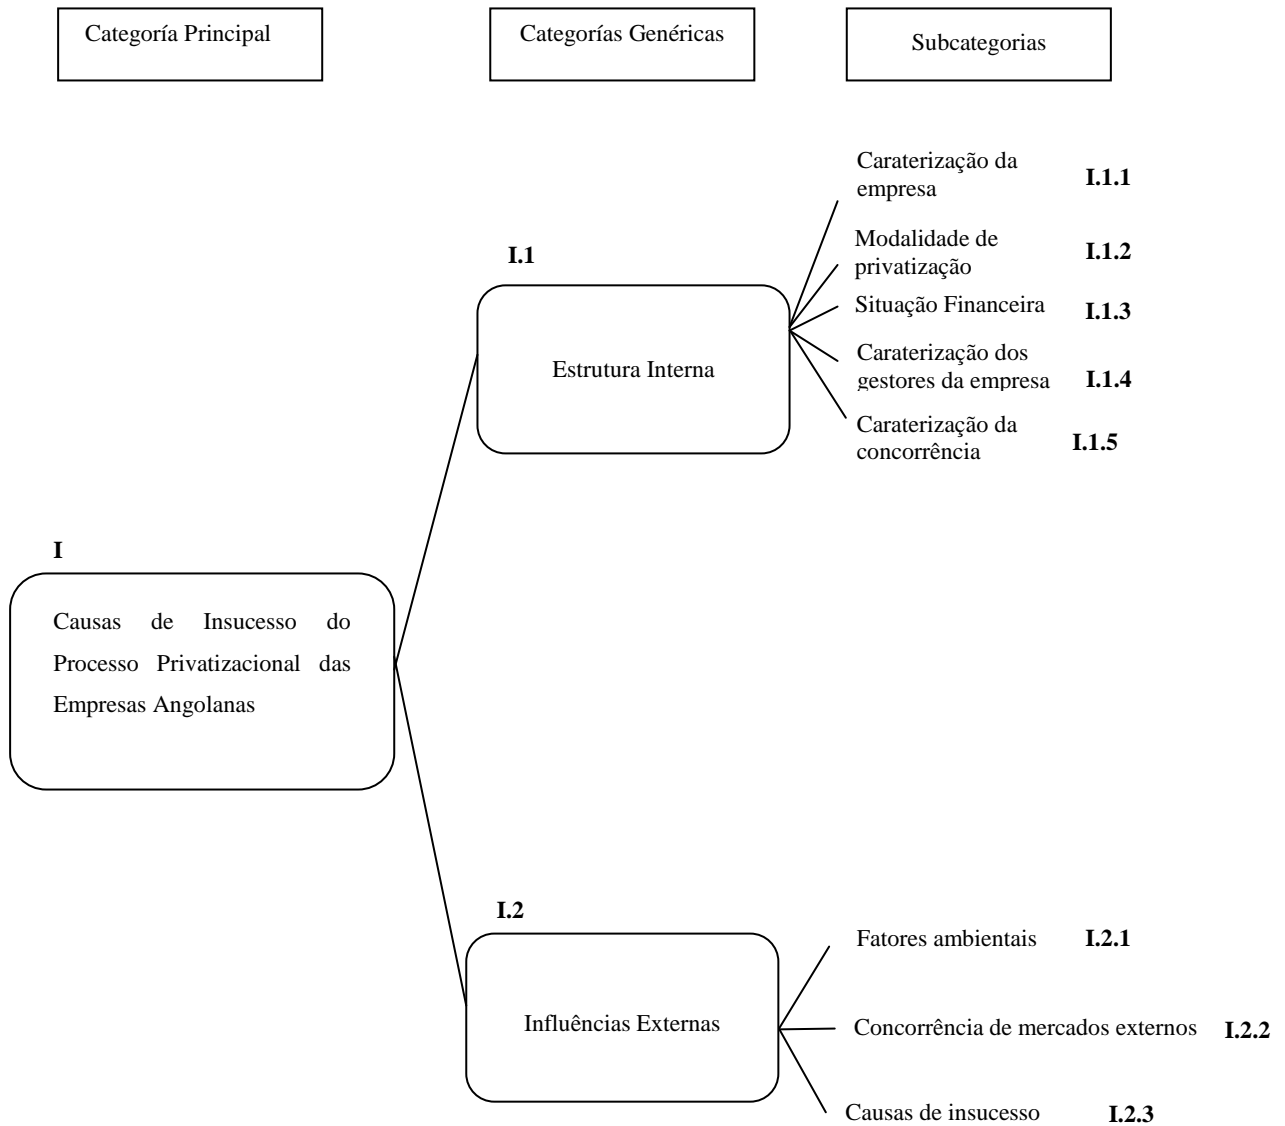 Categoría Principal
Categorías Genéricas
Subcategorias
Caraterização da
empresa
I.1.1
I.1
Modalidade de
privatização
I.1.2
Situação Financeira
I.1.3
Estrutura Interna
Caraterização dos
gestores da empresa
I.1.4
Caraterização da
concorrência
I.1.5
I
Causas de Insucesso do
Processo Privatizacional das
Empresas Angolanas
I.2
Fatores ambientais
I.2.1
Influências Externas
Concorrência de mercados externos
I.2.2
Causas de insucesso
I.2.3